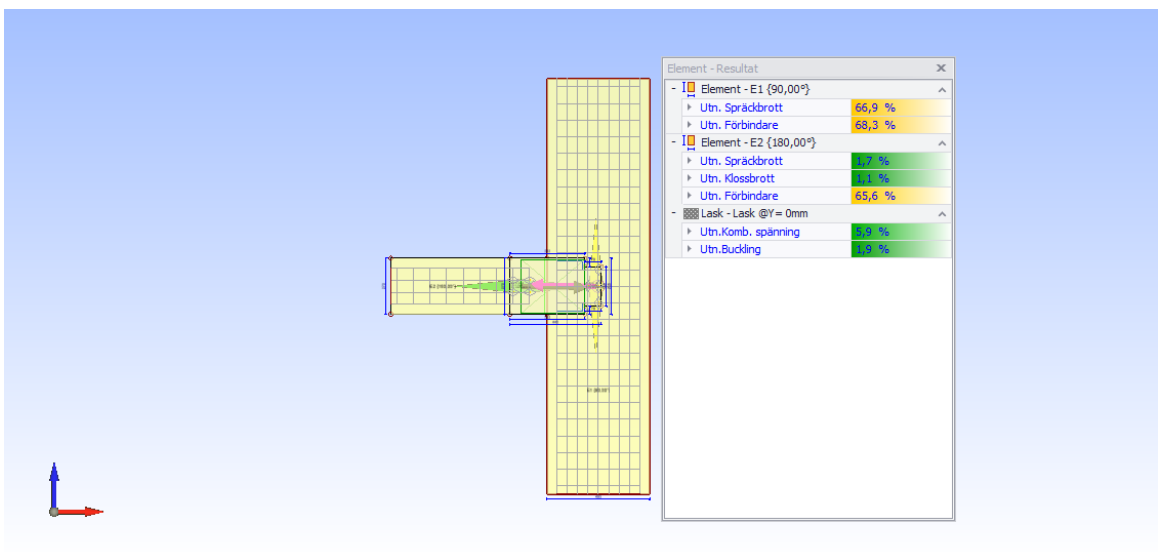 Element - Resultat
Element - E1 {90,00°}
Utn. Spräckbrott 66,9 %
Utn. Förbindare 68,3 %
Element - E2 {180,00°}
Utn. Spräckbrott 1,7 %
Utn. Klossbrott 1,1 %
Utn. Förbindare 65,6 %
Lask - Lask @Y= 0mm
Utn.Komb. spänning 5,9 %
Utn.Buckling 1,9 %